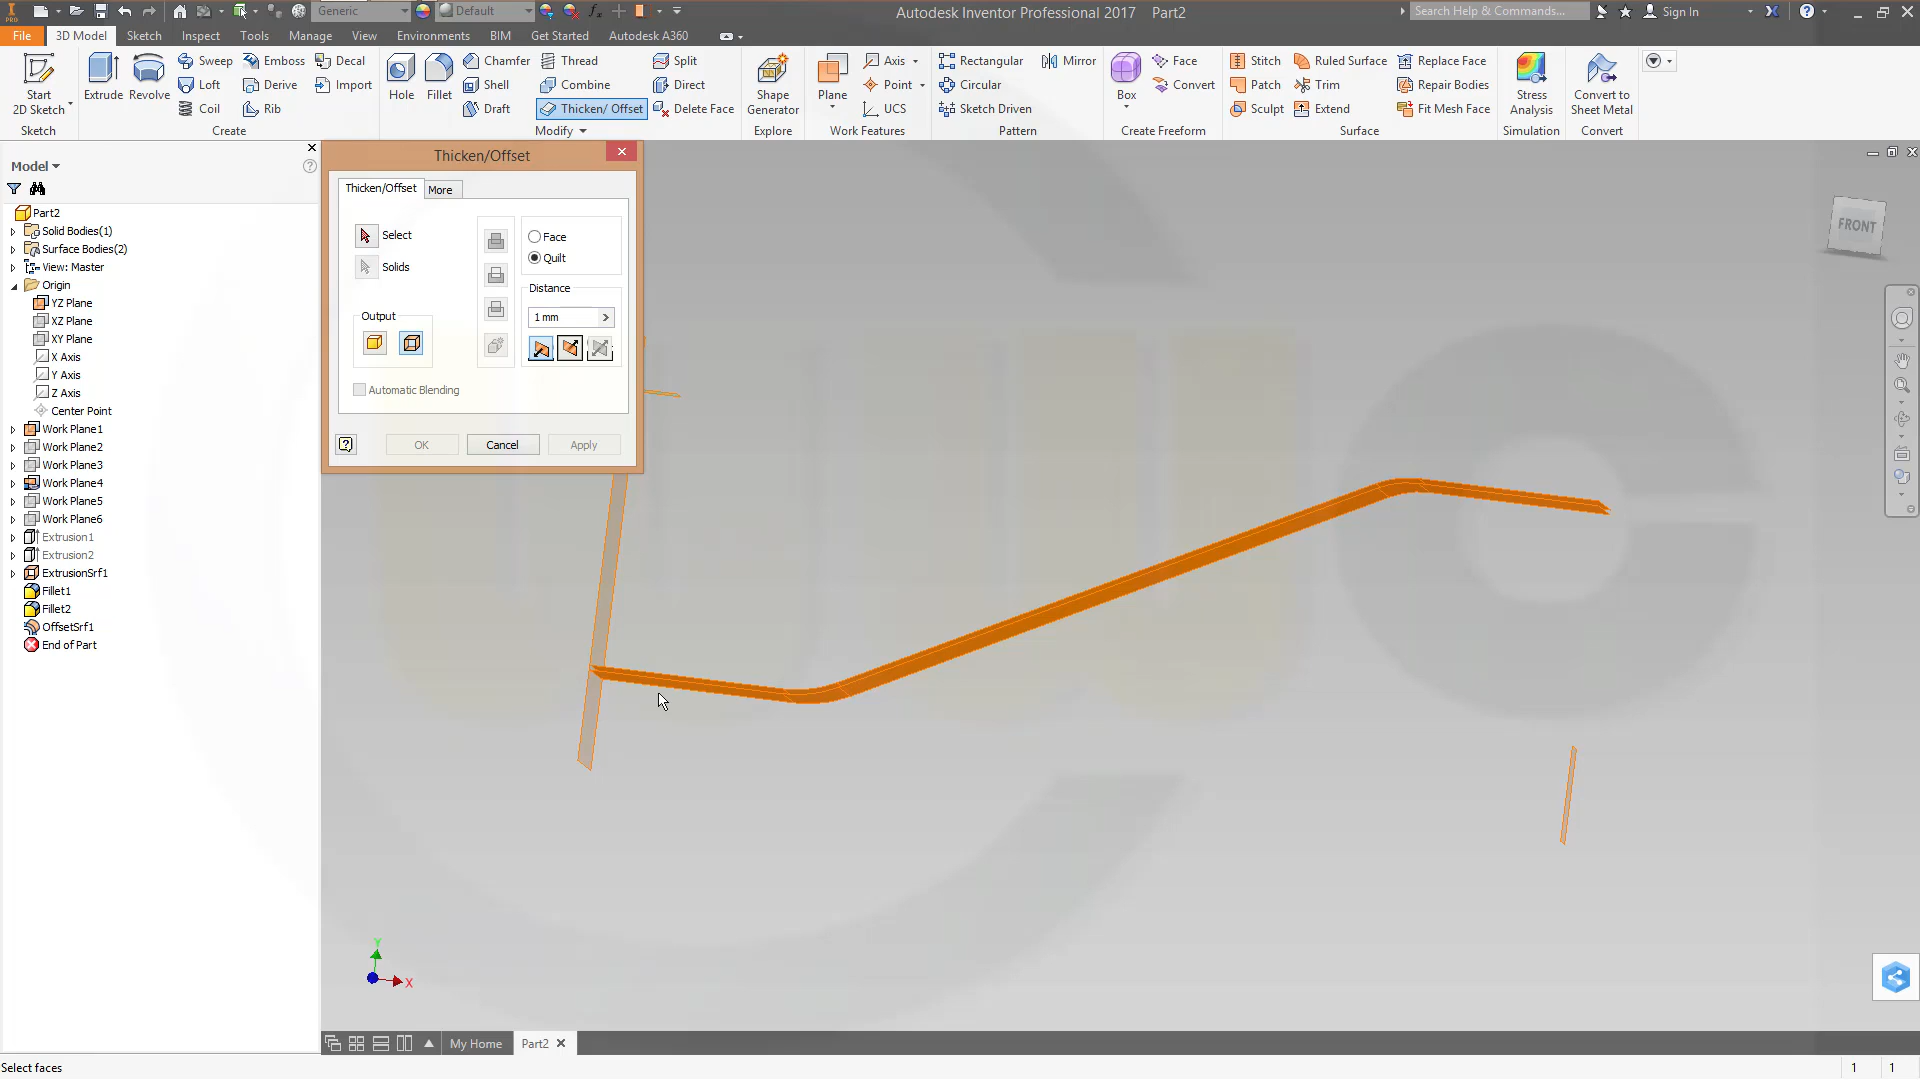 PRO
Generic
Default
Autodesk Inventor Professional 2017 Part2
Search Help & Commands...
Sign In
File
3D Model
Sketch
Inspect
Tools
Manage
View
Environments
BIM
Get Started
Autodesk A360
Start
2D Sketch
Extrude
Revolve
Sweep
Loft
Coil
Emboss
Derive
Rib
Decal
Import
Hole
Fillet
Chamfer
Shell
Draft
Thread
Combine
Thicken/ Offset
Split
Direct
Delete Face
Shape
Generator
Plane
Axis
Point
UCS
Rectangular
Circular
Sketch Driven
Mirror
Box
Face
Convert
Stitch
Patch
Sculpt
Ruled Surface
Trim
Extend
Replace Face
Repair Bodies
Fit Mesh Face
Stress
Analysis
Convert to
Sheet Metal
Sketch
Create
Modify
Explore
Work Features
Pattern
Create Freeform
Surface
Simulation
Convert
Model
Part2
Solid Bodies(1)
Surface Bodies(2)
View: Master
Origin
YZ Plane
XZ Plane
XY Plane
X Axis
Y Axis
Z Axis
Center Point
Work Plane1
Work Plane2
Work Plane3
Work Plane4
Work Plane5
Work Plane6
Extrusion1
Extrusion2
ExtrusionSrf1
Fillet1
Fillet2
OffsetSrf1
End of Part
Thicken/Offset
Thicken/Offset
More
Select
Solids
Output
Automatic Blending
Face
Quilt
Distance
1 mm
OK
Cancel
Apply
FRONT
Y
X
My Home
Part2
Select faces
1
1